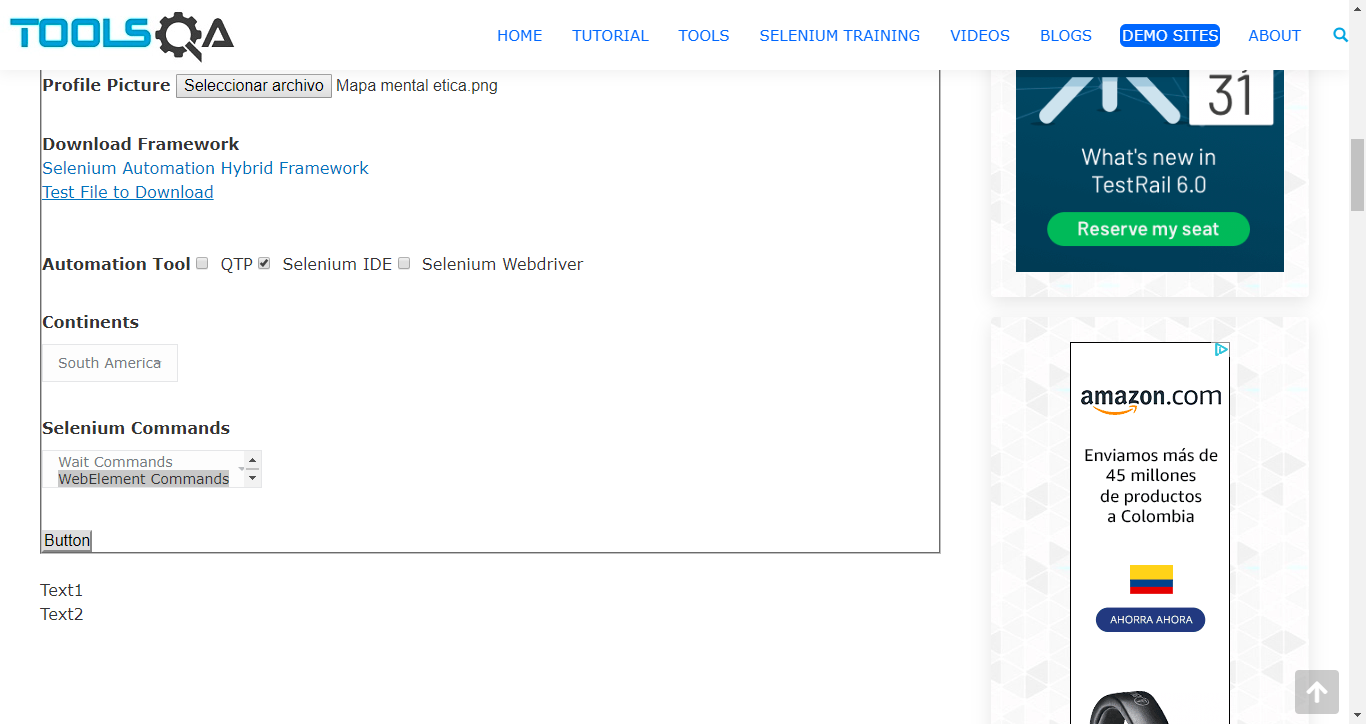 TOOLSQA
HOME TUTORIAL TOOLS SELENIUM TRAINING VIDEOS BLOGS DEMO SITES ABOUT
Profile Picture Seleccionar archivo Mapa mental etica.png
Download Framework
Selenium Automation Hybrid Framework
Test File to Download
Automation Tool QTP Selenium IDE Selenium Webdriver
Continents
South America
Selenium Commands
Wait Commands
WebElement Commands
Button
Text1
Text2
31
What's new in
TestRail 6.0
Reserve my seat
amazon.com
Enviamos más de
45 millones
de productos
a Colombia
AHORRA AHORA